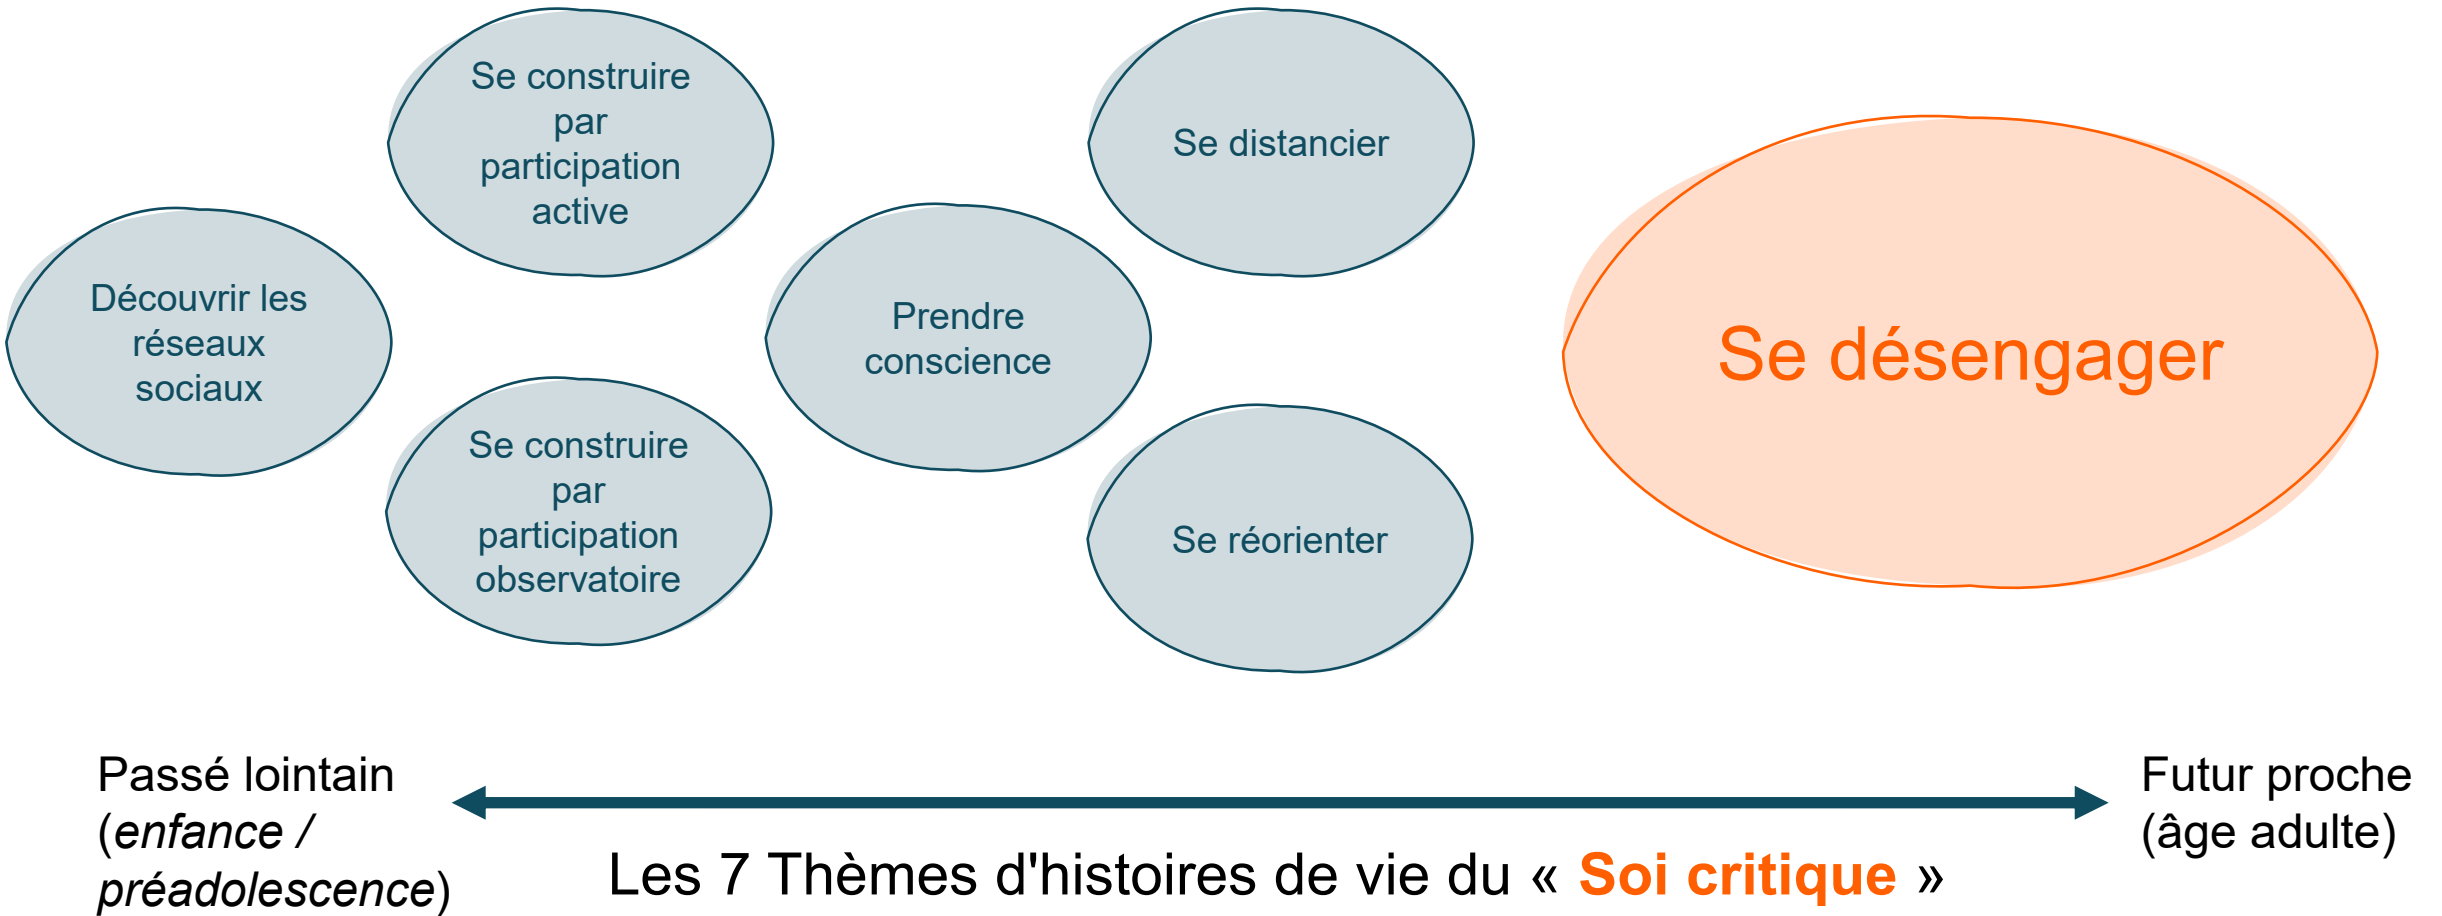 Se construire
par
participation
active
Se distancier
Découvrir les
réseaux
sociaux
Prendre
conscience
Se désengager
Se construire
par
participation
observatoire
Se réorienter
Passé lointain
(enfance /
préadolescence)
Futur proche
(âge adulte)
Les 7 Thèmes d'histoires de vie du « Soi critique »